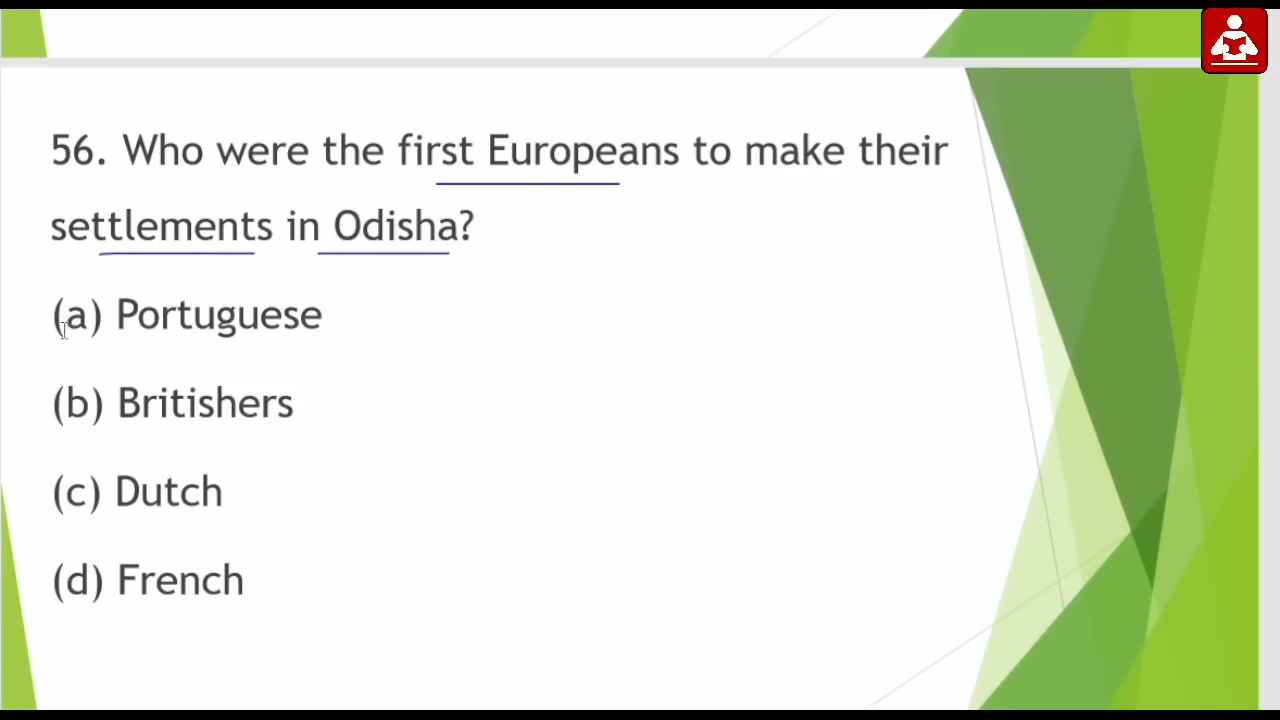 56. Who were the first Europeans to make their
settlements in Odisha?
(a) Portuguese
(b) Britishers
(c) Dutch
(d) French